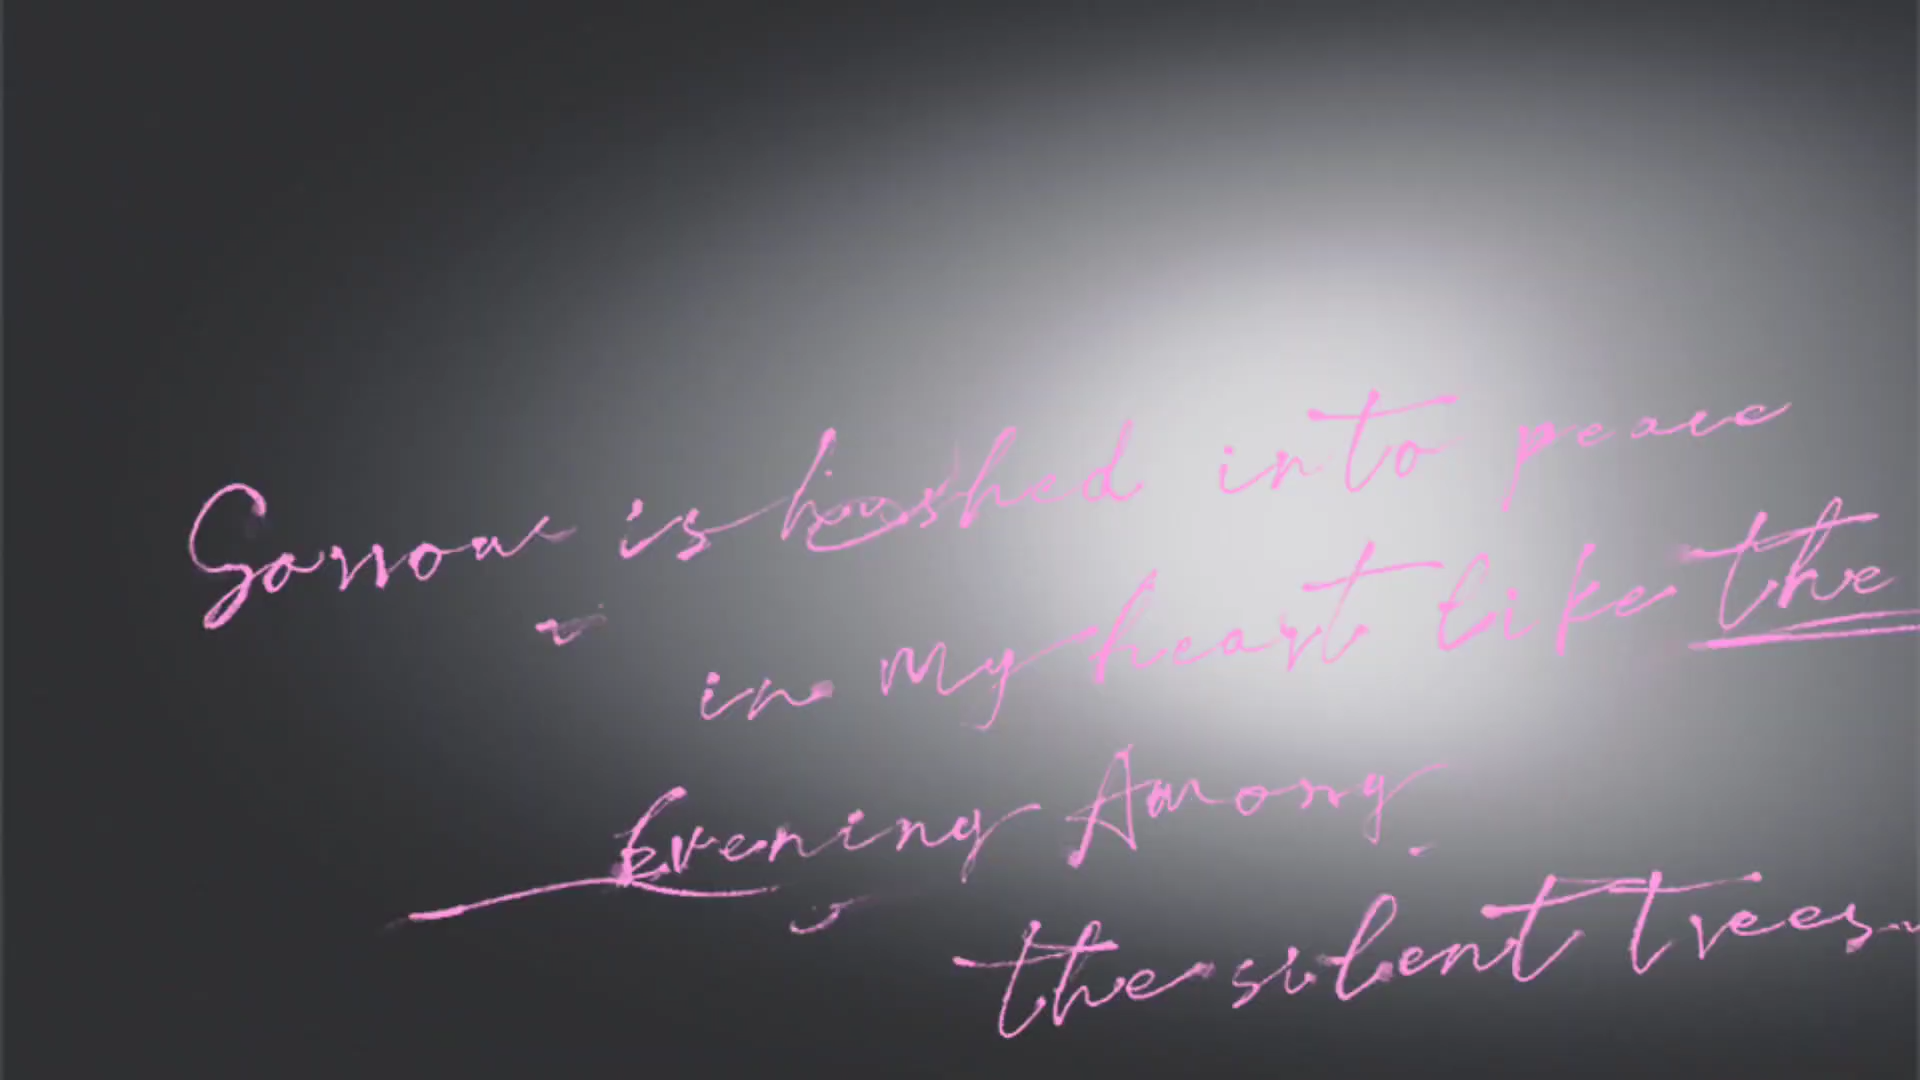 Sorrow is hushed into peace
in my heart like the
Evening Among
the silent trees